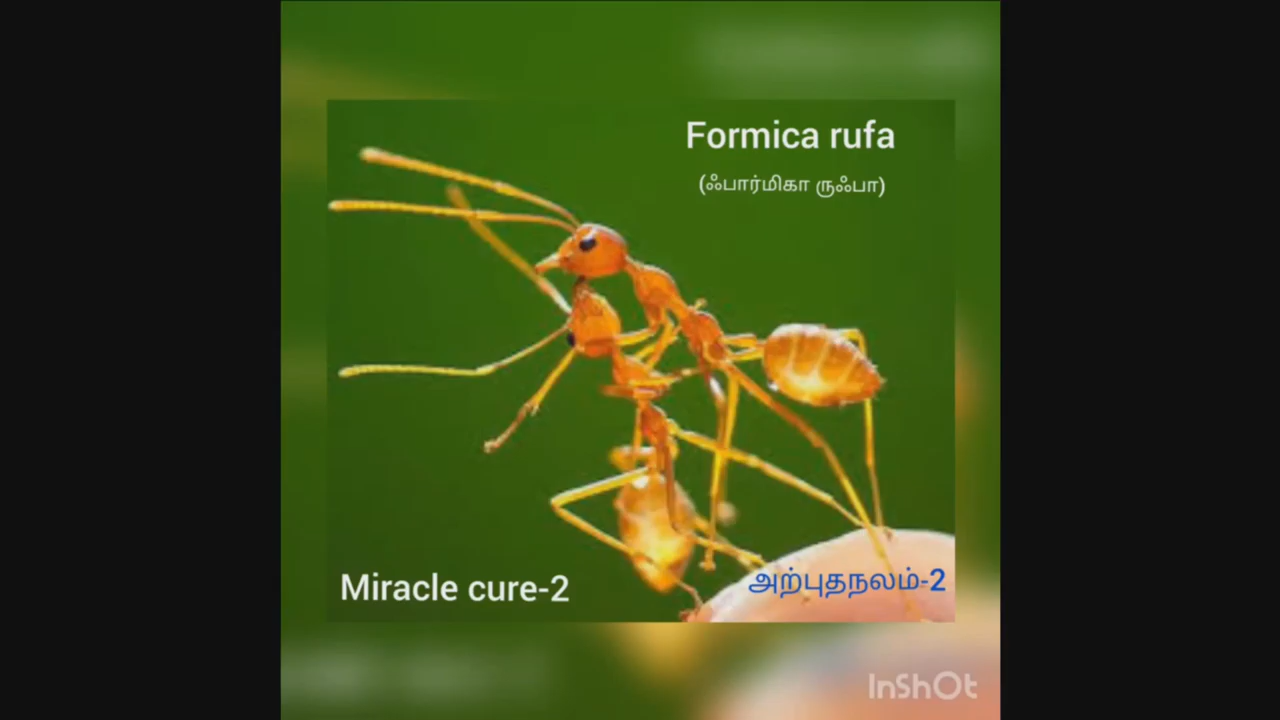 Formica rufa
(ஃபார்மிகா ருஃபா)
Miracle cure-2
அற்புதநலம்-2
InShOt